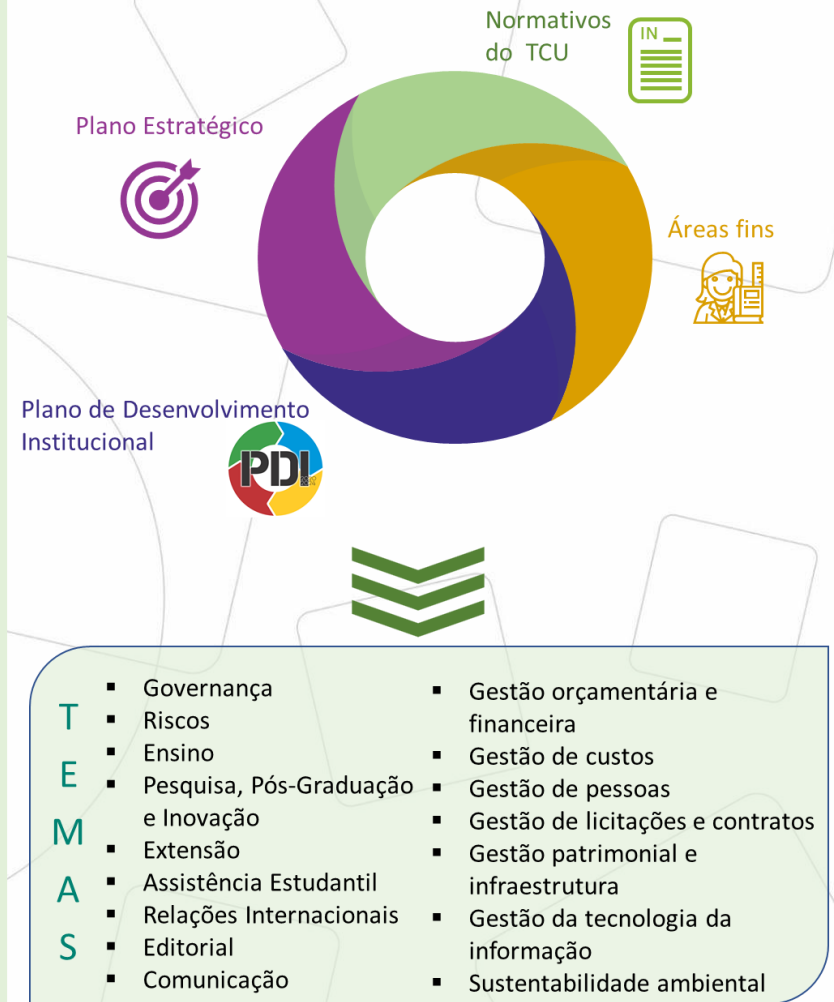 Normativos
do TCU
IN
Plano Estratégico
Áreas fins
Plano de Desenvolvimento
Institucional
PDI
TEMAS
▪ Governança
▪ Riscos
▪ Ensino
▪ Pesquisa, Pós-Graduação
e Inovação
▪ Extensão
▪ Assistência Estudantil
▪ Relações Internacionais
▪ Editorial
▪ Comunicação
▪ Gestão orçamentária e
financeira
▪ Gestão de custos
▪ Gestão de pessoas
▪ Gestão de licitações e contratos
▪ Gestão patrimonial e
infraestrutura
▪ Gestão da tecnologia da
informação
▪ Sustentabilidade ambiental